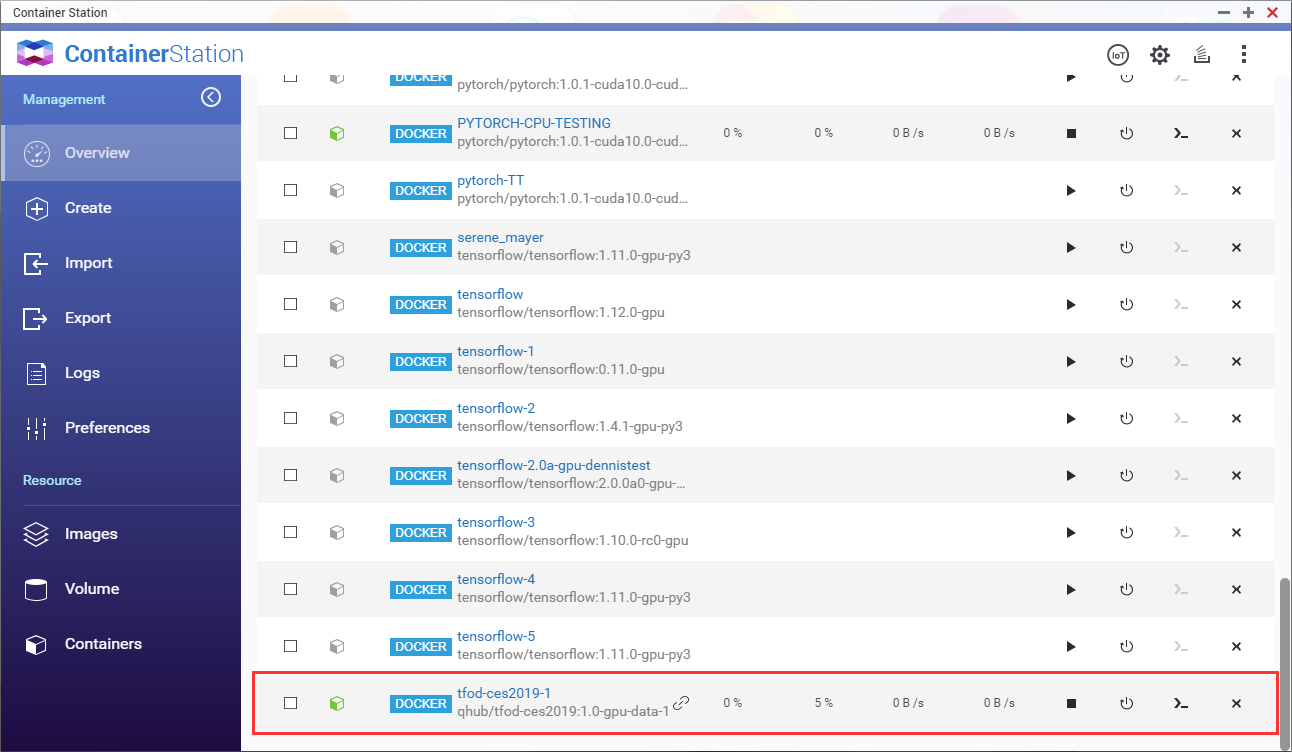 Container Station
ContainerStation
IoT
Management
Overview
Create
Import
Export
Logs
Preferences
Resource
Images
Volume
Containers
DOCKER
pytorch/pytorch:1.0.1-cuda10.0-cud...
DOCKER PYTORCH-CPU-TESTING 0 % 0 % 0 B /s 0 B /s
pytorch/pytorch:1.0.1-cuda10.0-cud...
DOCKER pytorch-TT
pytorch/pytorch:1.0.1-cuda10.0-cud...
DOCKER serene_mayer
tensorflow/tensorflow:1.11.0-gpu-py3
DOCKER tensorflow
tensorflow/tensorflow:1.12.0-gpu
DOCKER tensorflow-1
tensorflow/tensorflow:0.11.0-gpu
DOCKER tensorflow-2
tensorflow/tensorflow:1.4.1-gpu-py3
DOCKER tensorflow-2.0a-gpu-dennistest
tensorflow/tensorflow:2.0.0a0-gpu-...
DOCKER tensorflow-3
tensorflow/tensorflow:1.10.0-rc0-gpu
DOCKER tensorflow-4
tensorflow/tensorflow:1.11.0-gpu-py3
DOCKER tensorflow-5
tensorflow/tensorflow:1.11.0-gpu-py3
DOCKER tfod-ces2019-1 0 % 5 % 0 B /s 0 B /s
qhub/tfod-ces2019:1.0-gpu-data-1